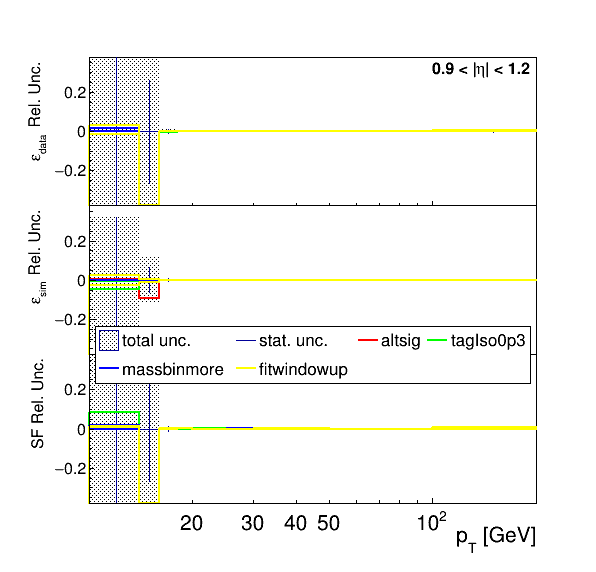 0.9 < |η| < 1.2
ε_data Rel. Unc.
0.2
0
−0.2
ε_sim Rel. Unc.
0.2
0
−0.2
total unc. stat. unc. altsig tagIso0p3
massbinmore fitwindowup
SF Rel. Unc.
0.2
0
−0.2
20 30 40 50 10²
p_T [GeV]